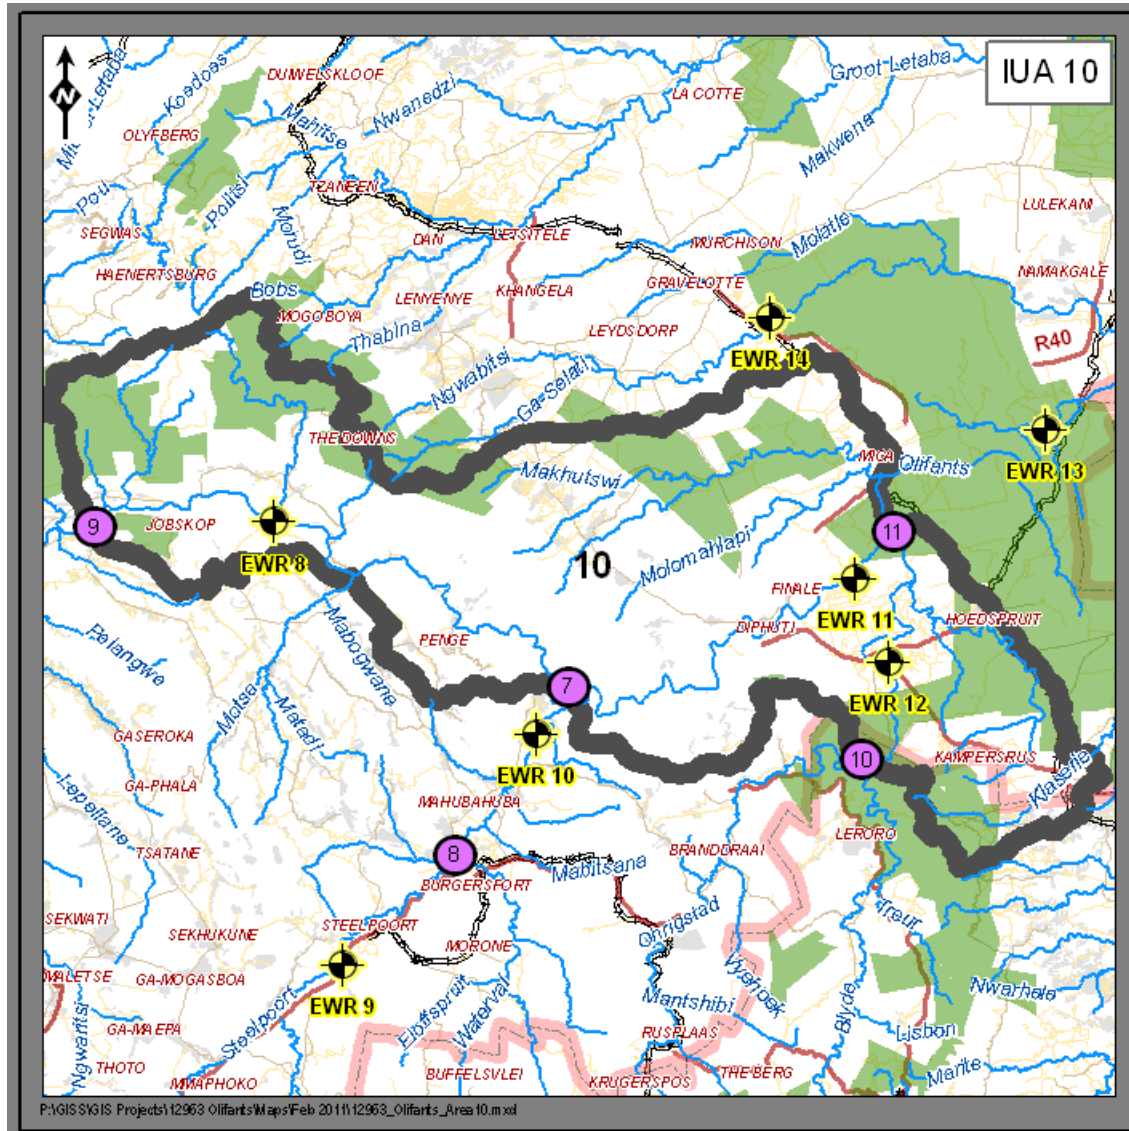 IUA 10
N
Groot Letaba
DUIWELSKLOOF
Koedoes
Nwanedzi
LA COTTE
Mahitse
OLYFBERG
Makwena
TZANEEN
Politsi
Pou
LULEKANI
Mohudi
SEGWAS
DAN
LETSITELE
MURCHISON
Molatle
HAENERTSBURG
NAMAKGALE
Bobs
LENYENYE
KHANGELA
GRAVELOTTE
MOGOBOYA
Thabina
LEYDSDORP
R40
EWR 14
Ngwabitsi
Ga-Selati
THE DOWNS
MICA
Olifants
EWR 13
Makhutswi
9
JOBSKOP
11
EWR 8
10
Molomahlapi
FINALE
EWR 11
HOEDSPRUIT
Mabogwane
PENGE
DIPHUTI
Pelangwe
7
EWR 12
Motse
Matadi
GASEROKA
EWR 10
10
KAMPERSRUS
GA-PHALA
Klaserie
Lepellane
MAHUBAHUBA
LERORO
TSATANE
8
BRANDDRAAI
BURGERSFORT
Mabitsana
SEKWATI
STEELPOORT
Ohrigstad
Treur
SEKHUKUNE
MORONE
MALETSE
GA-MOGASBOA
Vyehoek
Nwarhele
EWR 9
Mantshibi
Steelpoort
Waterval
Blyde
Lisbon
GA-MAEPA
RUSPLAAS
Ngwaritsi
THOTO
BUFFELSVLEI
THE BERG
Marite
MMAPHOKO
KRUGERSPOS
P:\GISS\GIS Projects\12963 Olifants\Maps\Feb 2011\12963_Olifants_Area10.mxd